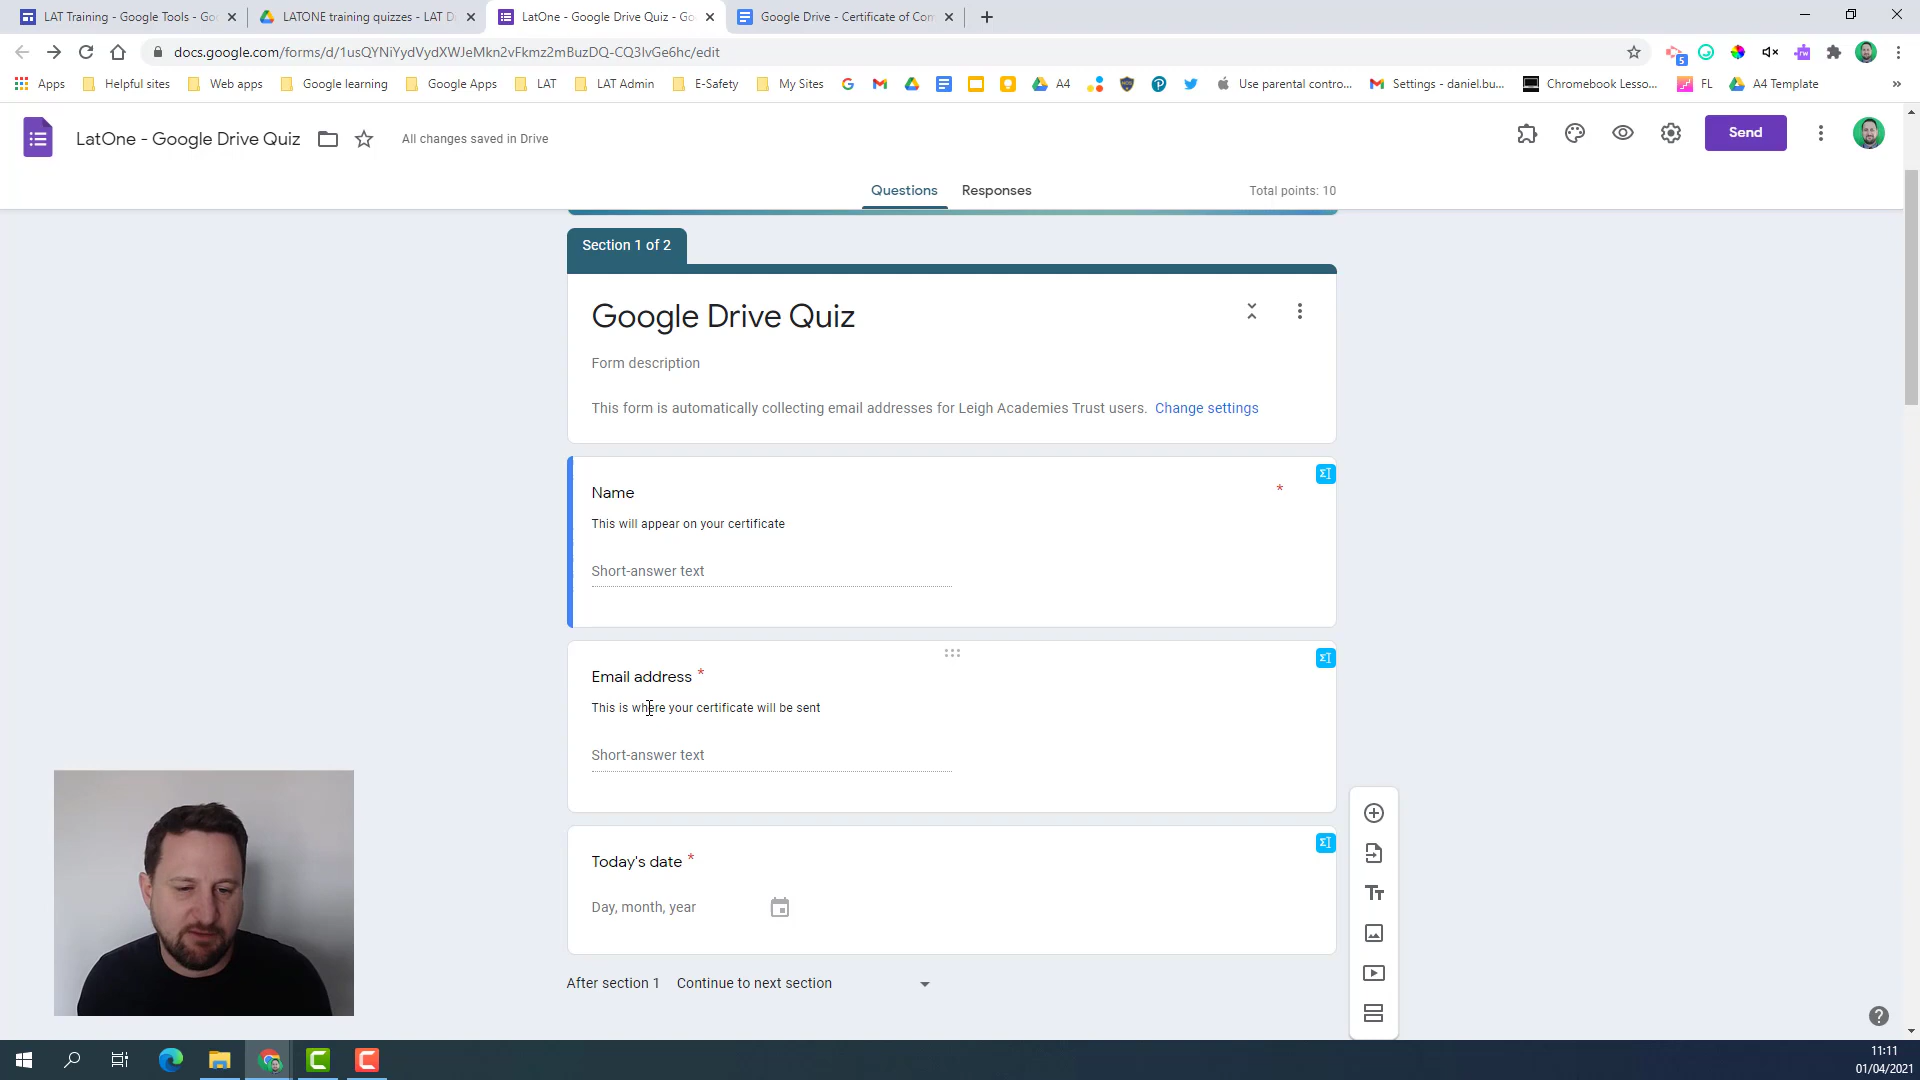 LAT Training - Google Tools - Go
LATONE training quizzes - LAT D
LatOne - Google Drive Quiz - Go
Google Drive - Certificate of Com
docs.google.com/forms/d/1usQYNiYydVydXWJeMkn2vFkmz2mBuzDQ-CQ3IvGe6hc/edit
5
Apps
Helpful sites
Web apps
Google learning
Google Apps
LAT
LAT Admin
E-Safety
My Sites
A4
Use parental contro...
Settings - daniel.bu...
Chromebook Lesso...
FL
A4 Template
»
LatOne - Google Drive Quiz
All changes saved in Drive
Send
Questions
Responses
Total points: 10
Section 1 of 2
Google Drive Quiz
Form description
This form is automatically collecting email addresses for Leigh Academies Trust users. Change settings
Name
*
This will appear on your certificate
Short-answer text
Email address *
This is where your certificate will be sent
Short-answer text
Today's date *
Day, month, year
After section 1 Continue to next section
Tт
11:11
01/04/2021